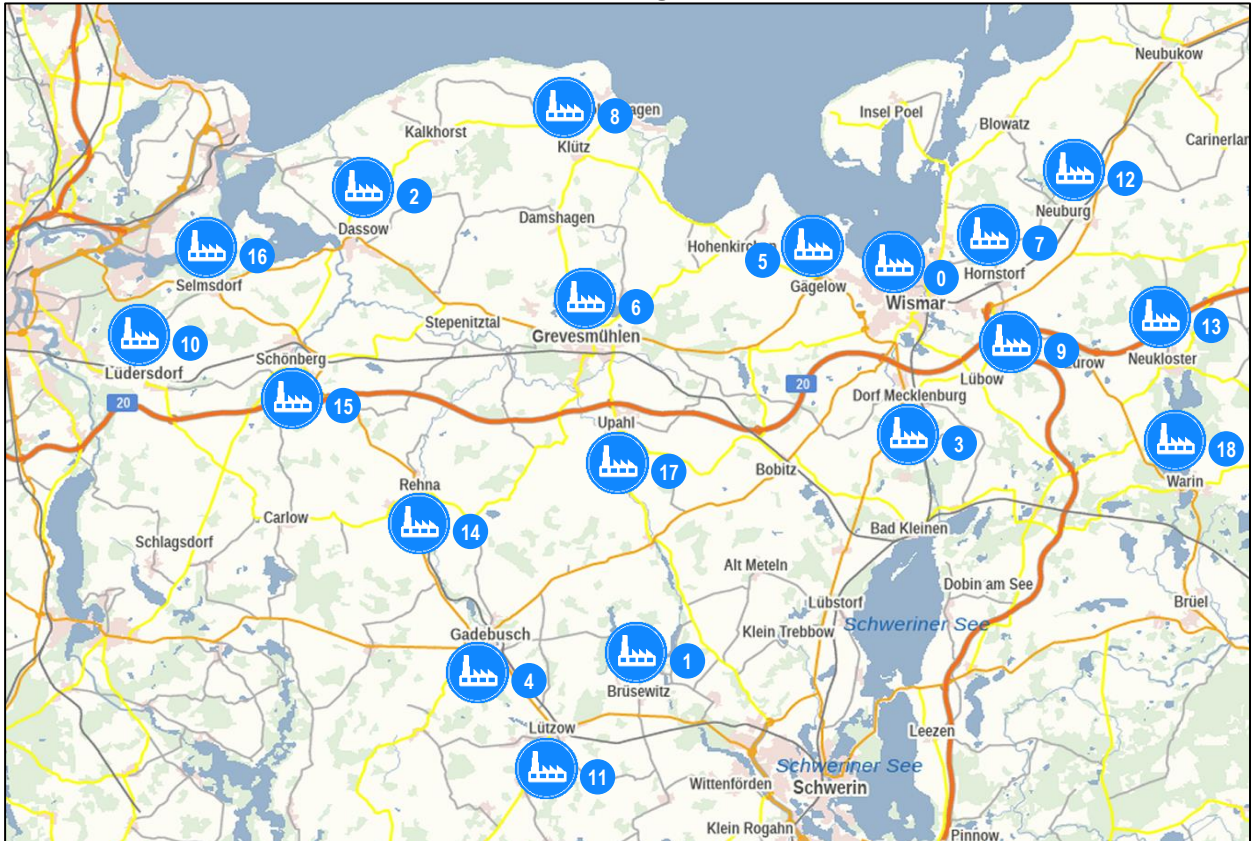 Neubukow
Insel Poel
8
Kalkhorst
Blowatz
Klütz
12
2
Damshagen
Neuburg
Dassow
7
16
5
Hornstorf
Selmsdorf
0
Gägelow
Wismar
6
Stepenitztal
13
Grevesmühlen
10
9
Schönberg
Neukloster
Lüdersdorf
Lübow
20
20
Dorf Mecklenburg
15
Upahl
3
18
17
Bobitz
Rehna
Warin
Carlow
14
Bad Kleinen
Schlagsdorf
Alt Meteln
Dobin am See
Lübstorf
Brüel
Schweriner See
Gadebusch
Klein Trebbow
1
4
Brüsewitz
Lützow
Leezen
Schweriner See
11
Wittenförden
Schwerin
Klein Rogahn
Pinnow